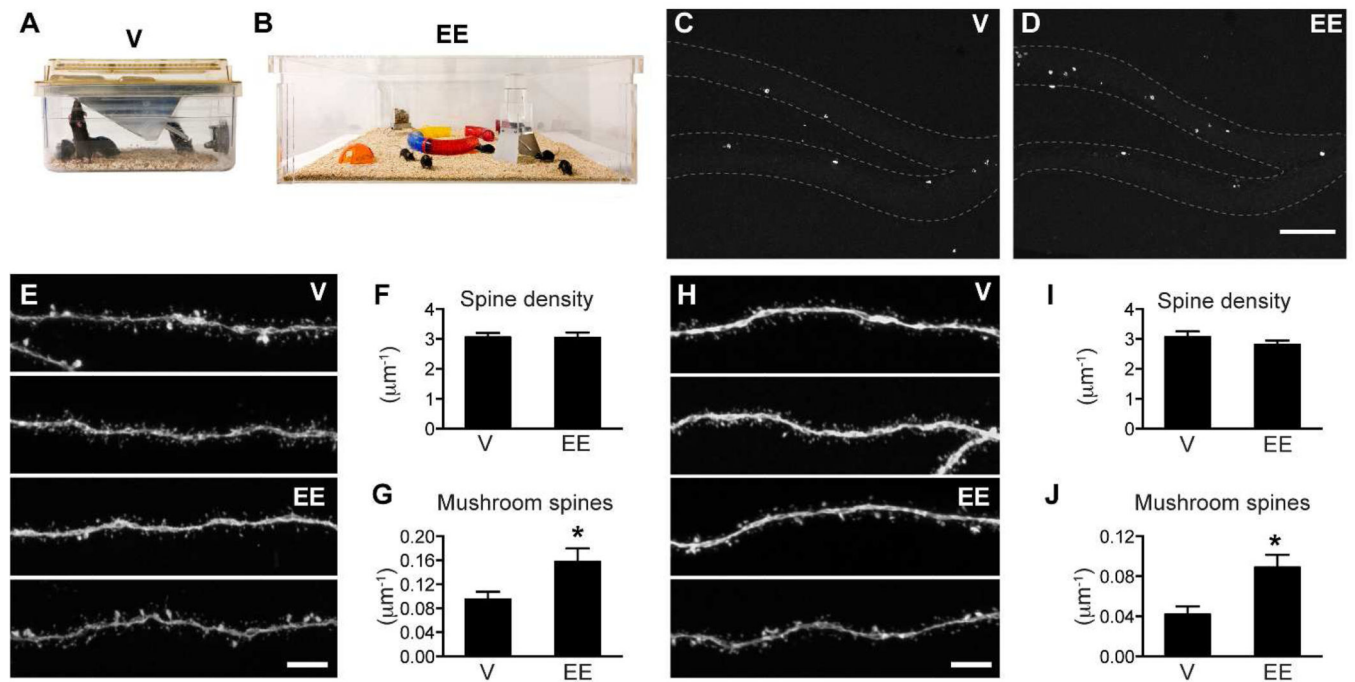 A
V
B
EE
C
V
D
EE
E
V
EE
F
Spine density
(μm⁻¹)
4
3
2
1
0
V
EE
G
Mushroom spines
*
(μm⁻¹)
0.20
0.16
0.12
0.08
0.04
0.00
V
EE
H
V
EE
I
Spine density
(μm⁻¹)
4
3
2
1
0
V
EE
J
Mushroom spines
*
(μm⁻¹)
0.12
0.08
0.04
0.00
V
EE